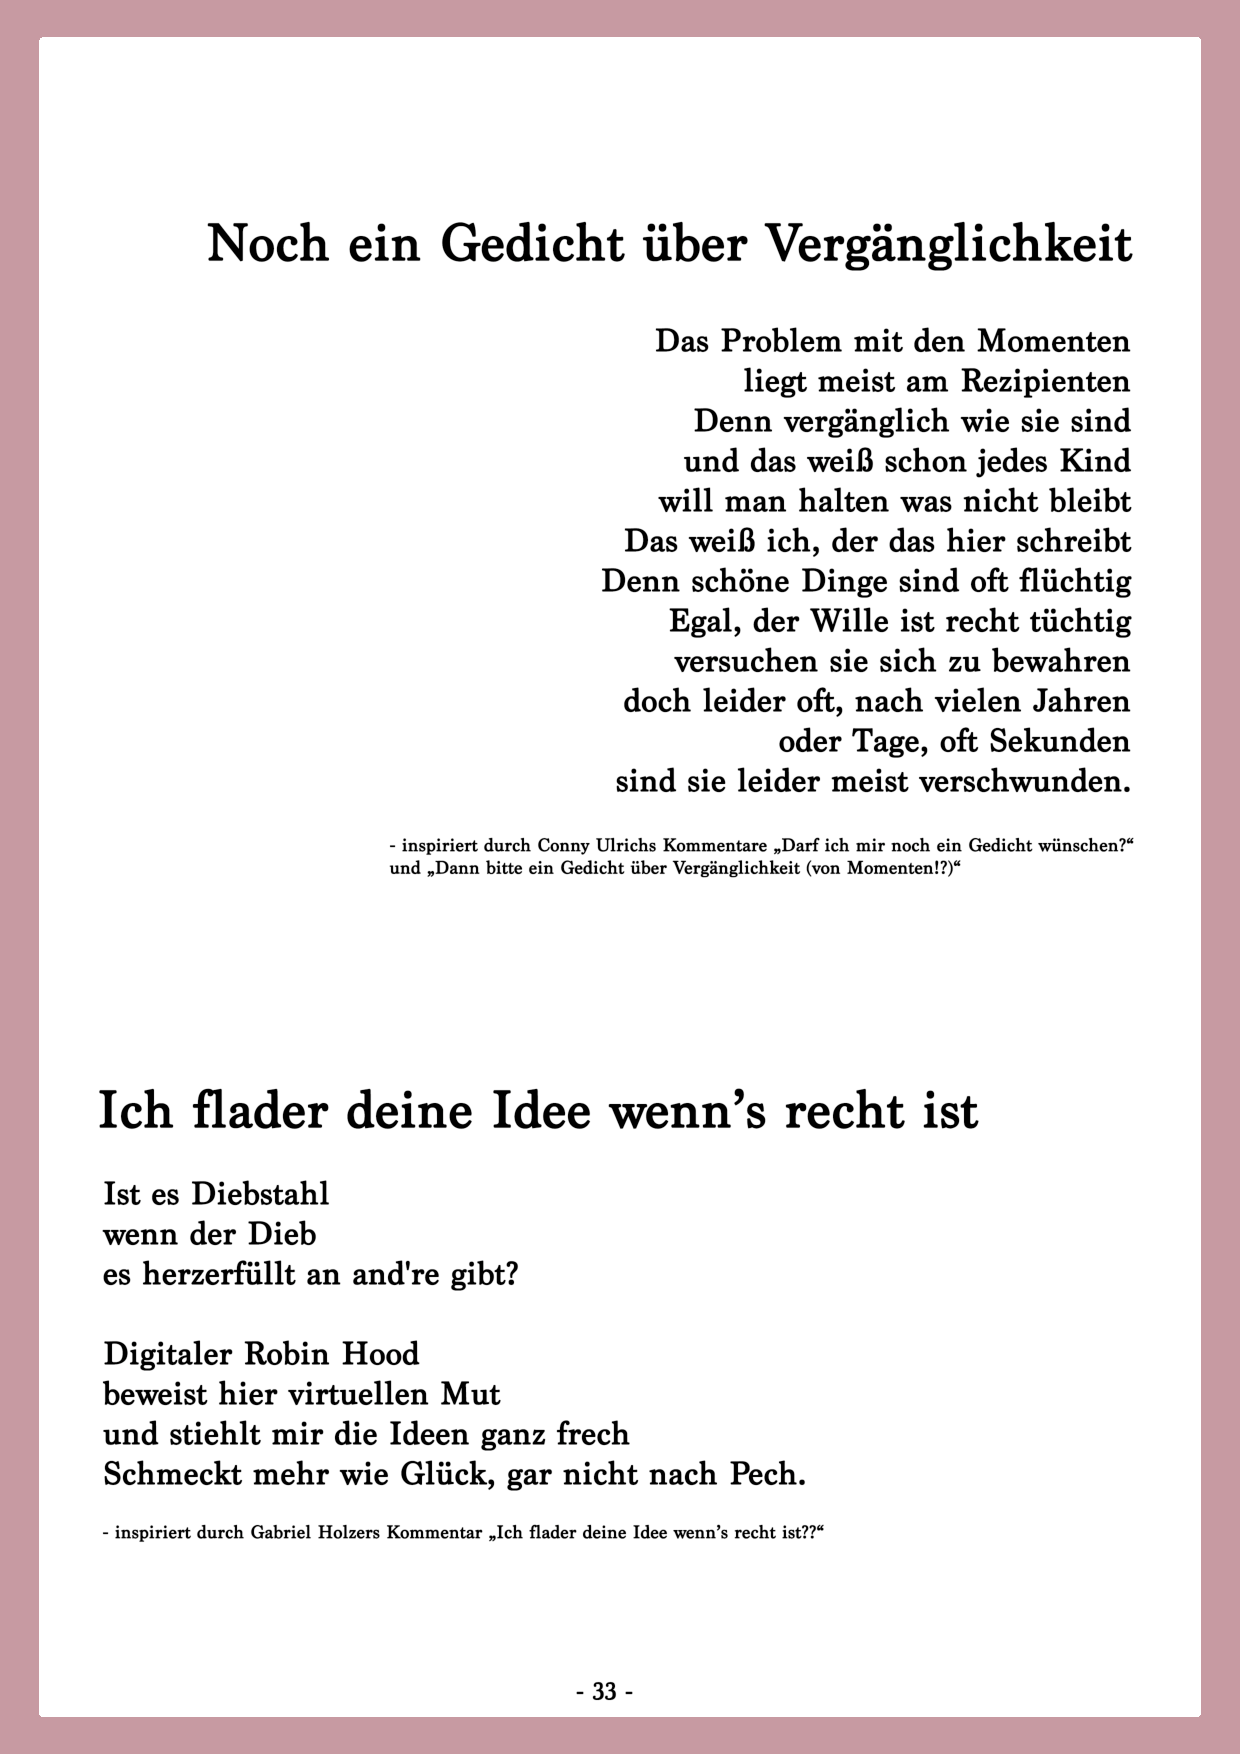 Noch ein Gedicht über Vergänglichkeit
Das Problem mit den Momenten
liegt meist am Rezipienten
Denn vergänglich wie sie sind
und das weiß schon jedes Kind
will man halten was nicht bleibt
Das weiß ich, der das hier schreibt
Denn schöne Dinge sind oft flüchtig
Egal, der Wille ist recht tüchtig
versuchen sie sich zu bewahren
doch leider oft, nach vielen Jahren
oder Tage, oft Sekunden
sind sie leider meist verschwunden.
- inspiriert durch Conny Ulrichs Kommentare „Darf ich mir noch ein Gedicht wünschen?“
und „Dann bitte ein Gedicht über Vergänglichkeit (von Momenten!?)“
Ich flader deine Idee wenn’s recht ist
Ist es Diebstahl
wenn der Dieb
es herzerfüllt an and're gibt?
Digitaler Robin Hood
beweist hier virtuellen Mut
und stiehlt mir die Ideen ganz frech
Schmeckt mehr wie Glück, gar nicht nach Pech.
- inspiriert durch Gabriel Holzers Kommentar „Ich flader deine Idee wenn’s recht ist??“
- 33 -